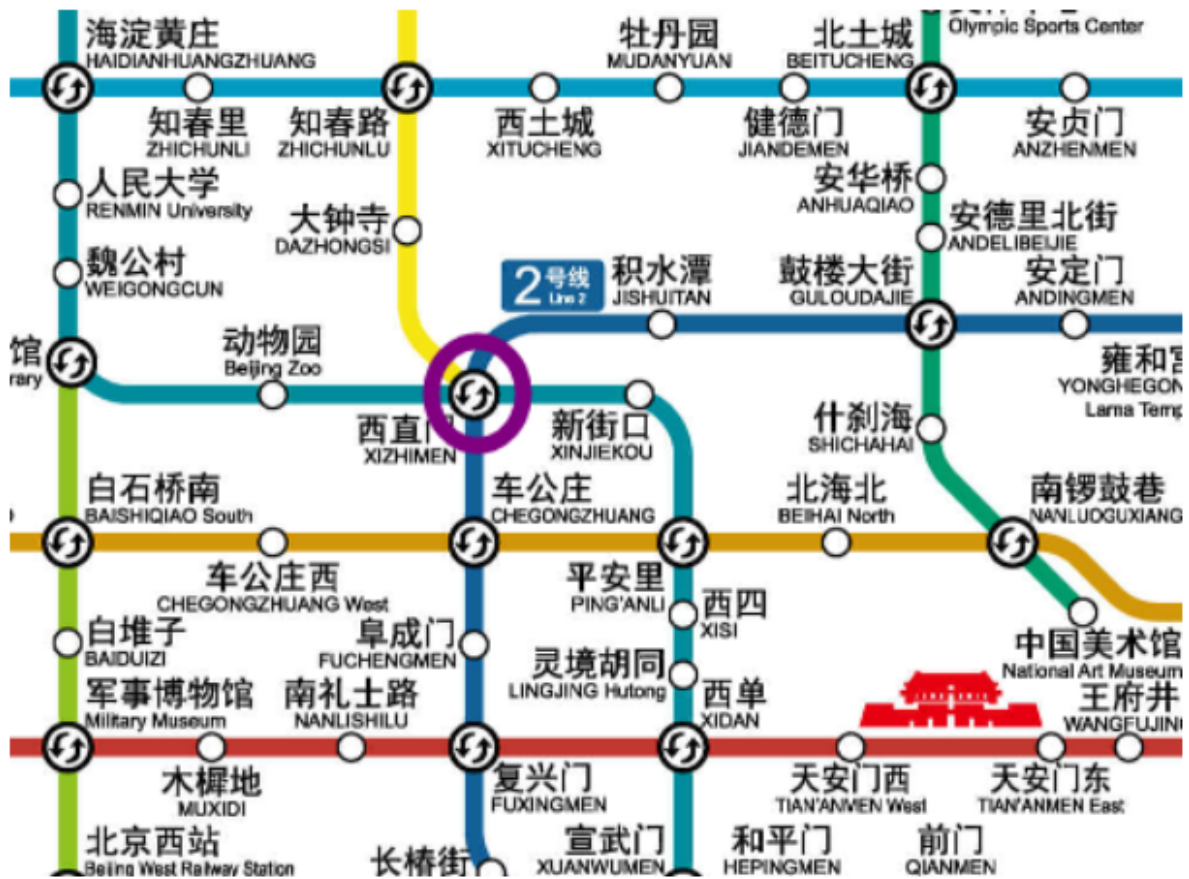 海淀黄庄
HAIDIANHUANGZHUANG
知春里
ZHICHUNLI
知春路
ZHICHUNLU
西土城
XITUCHENG
牡丹园
MUDANYUAN
健德门
JIANDEMEN
北土城
BEITUCHENG
Olympic Sports Center
安贞门
ANZHENMEN
人民大学
RENMIN University
大钟寺
DAZHONGSI
安华桥
ANHUAQIAO
安德里北街
ANDELIBEIJIE
魏公村
WEIGONGCUN
2号线
Line 2
积水潭
JISHUITAN
鼓楼大街
GULOUDAJIE
安定门
ANDINGMEN
馆
rary
动物园
Beijing Zoo
西直门
XIZHIMEN
新街口
XINJIEKOU
什刹海
SHICHAHAI
雍和宫
YONGHEGON
Lama Temp
白石桥南
BAISHIQIAO South
车公庄
CHEGONGZHUANG
北海北
BEIHAI North
南锣鼓巷
NANLUOGUXIANG
车公庄西
CHEGONGZHUANG West
平安里
PING'ANLI
西四
XISI
白堆子
BAIDUIZI
阜成门
FUCHENGMEN
灵境胡同
LINGJING Hutong
中国美术馆
National Art Museum
军事博物馆
Military Museum
南礼士路
NANLISHILU
西单
XIDAN
王府井
WANGFUJIN
木樨地
MUXIDI
复兴门
FUXINGMEN
天安门西
TIAN'ANMEN West
天安门东
TIAN'ANMEN East
北京西站
Beijing West Railway Station
长椿街
宣武门
XUANWUMEN
和平门
HEPINGMEN
前门
QIANMEN